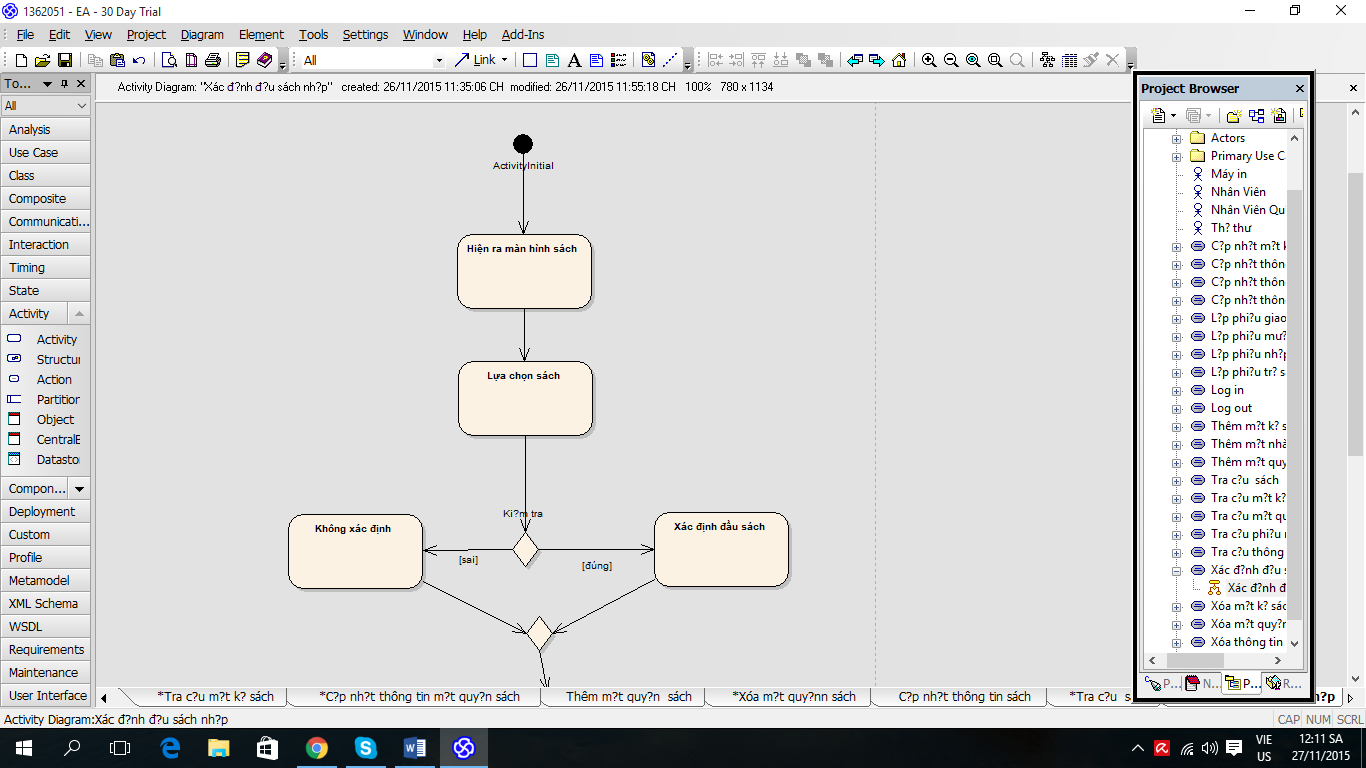 1362051 - EA - 30 Day Trial
File Edit View Project Diagram Element Tools Settings Window Help Add-Ins
All Link
To...
All
Analysis
Use Case
Class
Composite
Communicati...
Interaction
Timing
State
Activity
Activity
Structur
Action
Partition
Object
CentralB
Datastor
Compon...
Deployment
Custom
Profile
Metamodel
XML Schema
WSDL
Requirements
Maintenance
User Interface
Activity Diagram: "Xác đ?nh đ?u sách nh?p" created: 26/11/2015 11:35:06 CH modified: 26/11/2015 11:55:18 CH 100% 780 x 1134
ActivityInitial
Hiện ra màn hình sách
Lựa chọn sách
Ki?m tra
Không xác định
Xác định đầu sách
[sai]
[đúng]
Project Browser
Actors
Primary Use C
Máy in
Nhân Viên
Nhân Viên Qu
Th? thư
C?p nh?t m?t k
C?p nh?t thôn
C?p nh?t thôn
C?p nh?t thôn
L?p phi?u giao
L?p phi?u mư?
L?p phi?u nh?p
L?p phi?u tr? s
Log in
Log out
Thêm m?t k? s
Thêm m?t nhà
Thêm m?t quy
Tra c?u sách
Tra c?u m?t k?
Tra c?u m?t qu
Tra c?u phi?u
Tra c?u thông
Xác đ?nh đ?u s
Xác đ?nh đ
Xóa m?t k? sác
Xóa m?t quy?n
Xóa thông tin
P... N... P... R...
*Tra c?u m?t k? sách *C?p nh?t thông tin m?t quy?n sách Thêm m?t quy?n sách *Xóa m?t quy?nn sách C?p nh?t thông tin sách *Tra c?u s h?p
Activity Diagram:Xác đ?nh đ?u sách nh?p
CAP NUM SCRL
VIE
US
12:11 SA
27/11/2015